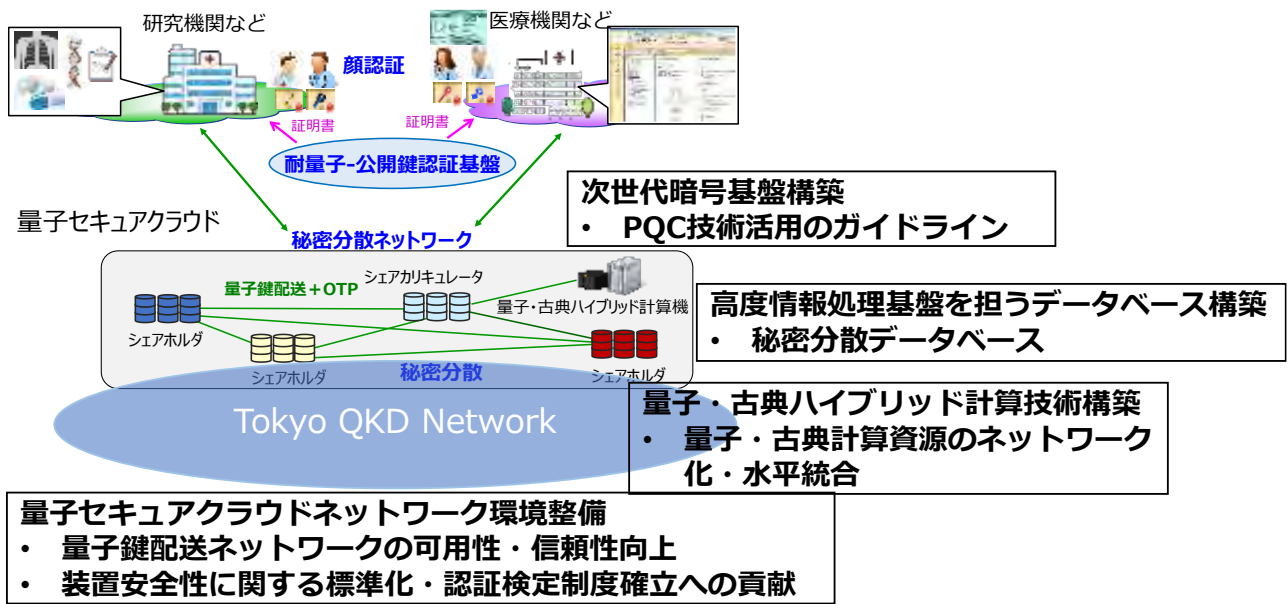 研究機関など
医療機関など
顔認証
証明書
証明書
耐量子-公開鍵認証基盤
量子セキュアクラウド
秘密分散ネットワーク
次世代暗号基盤構築
• PQC技術活用のガイドライン
量子鍵配送+OTP
シェアカリキュレータ
量子・古典ハイブリッド計算機
シェアホルダ
シェアホルダ
秘密分散
シェアホルダ
高度情報処理基盤を担うデータベース構築
• 秘密分散データベース
Tokyo QKD Network
量子・古典ハイブリッド計算技術構築
• 量子・古典計算資源のネットワーク
化・水平統合
量子セキュアクラウドネットワーク環境整備
• 量子鍵配送ネットワークの可用性・信頼性向上
• 装置安全性に関する標準化・認証検定制度確立への貢献